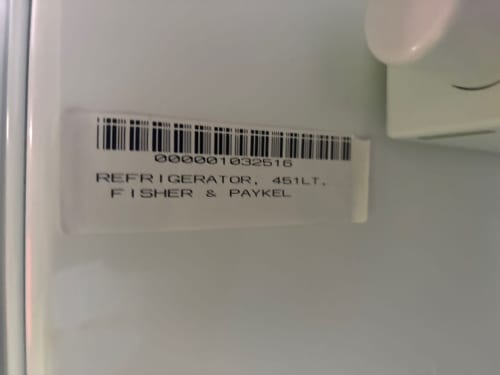 000001032516
REFRIGERATOR, 451LT,
FISHER & PAYKEL